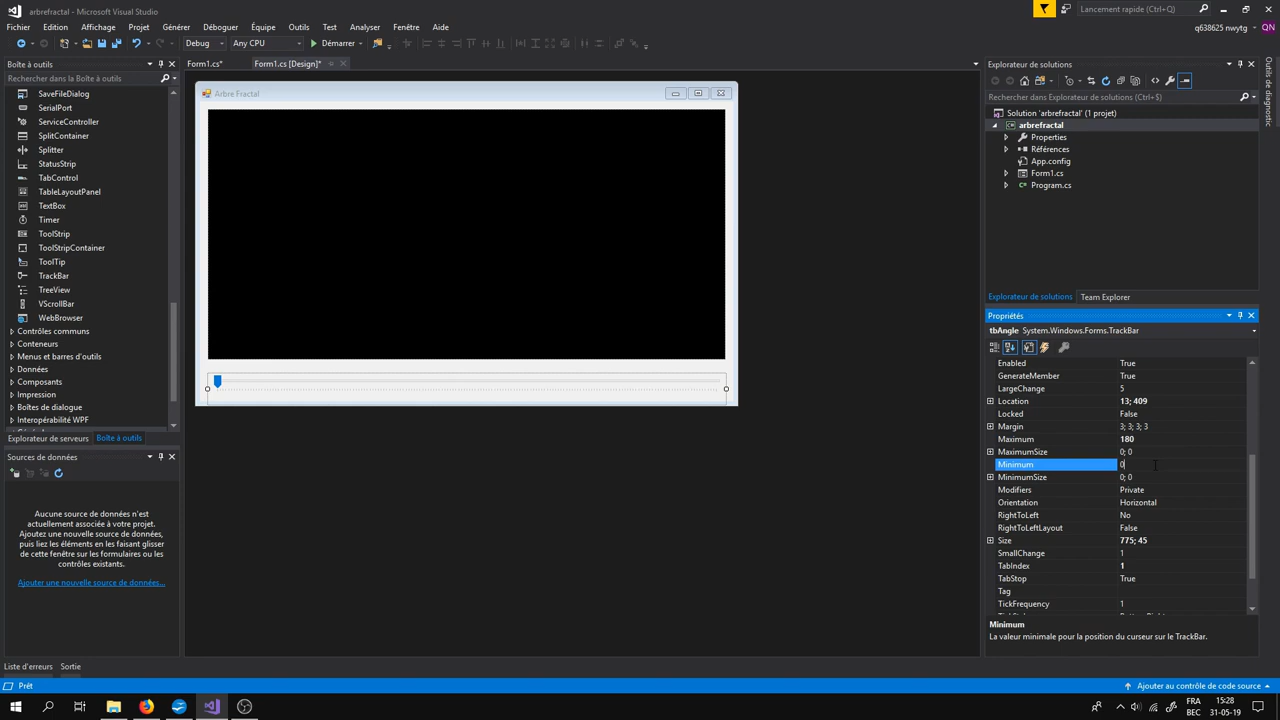 arbrefractal - Microsoft Visual Studio
Lancement rapide (Ctrl+Q)
Fichier Edition Affichage Projet Générer Déboguer Équipe Outils Test Analyser Fenêtre Aide
q638625 nwytg QN
Debug Any CPU Démarrer
Boîte à outils
Rechercher dans la Boîte à outils
SaveFileDialog
SerialPort
ServiceController
SplitContainer
Splitter
StatusStrip
TabControl
TableLayoutPanel
TextBox
Timer
ToolStrip
ToolStripContainer
ToolTip
TrackBar
TreeView
VScrollBar
WebBrowser
Contrôles communs
Conteneurs
Menus et barres d'outils
Données
Composants
Impression
Boîtes de dialogue
Interopérabilité WPF
Explorateur de serveurs Boîte à outils
Sources de données
Aucune source de données n'est
actuellement associée à votre projet.
Ajoutez une nouvelle source de données,
puis liez les éléments en les faisant glisser
de cette fenêtre sur les formulaires ou les
contrôles existants.
Ajouter une nouvelle source de données...
Liste d'erreurs Sortie
Form1.cs* Form1.cs [Design]*
Arbre Fractal
Explorateur de solutions
Rechercher dans Explorateur de solutions (Ctrl+$)
Solution 'arbrefractal' (1 projet)
arbrefractal
Properties
Références
App.config
Form1.cs
Program.cs
Explorateur de solutions Team Explorer
Outils de diagnostic
Propriétés
tbAngle System.Windows.Forms.TrackBar
Enabled True
GenerateMember True
LargeChange 5
Location 13; 409
Locked False
Margin 3; 3; 3; 3
Maximum 180
MaximumSize 0; 0
Minimum 0
MinimumSize 0; 0
Modifiers Private
Orientation Horizontal
RightToLeft No
RightToLeftLayout False
Size 775; 45
SmallChange 1
TabIndex 1
TabStop True
Tag
TickFrequency 1
Minimum
La valeur minimale pour la position du curseur sur le TrackBar.
Prêt
Ajouter au contrôle de code source
FRA 15:28
BEC 31-05-19